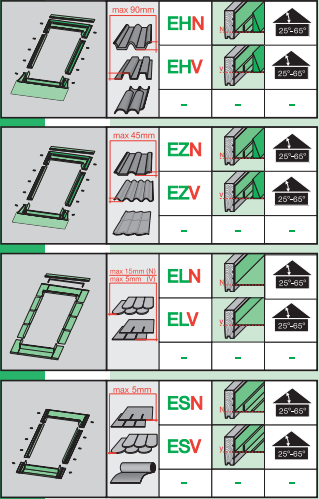 max 90mm
EHN
N
25°-65°
EHV
V
25°-65°
- - -
max 45mm
EZN
N
25°-65°
EZV
V
25°-65°
- - -
max 15mm (N)
max 5mm (V)
ELN
N
25°-65°
ELV
V
25°-65°
- - -
max 5mm
ESN
N
25°-65°
ESV
V
25°-65°
- - -